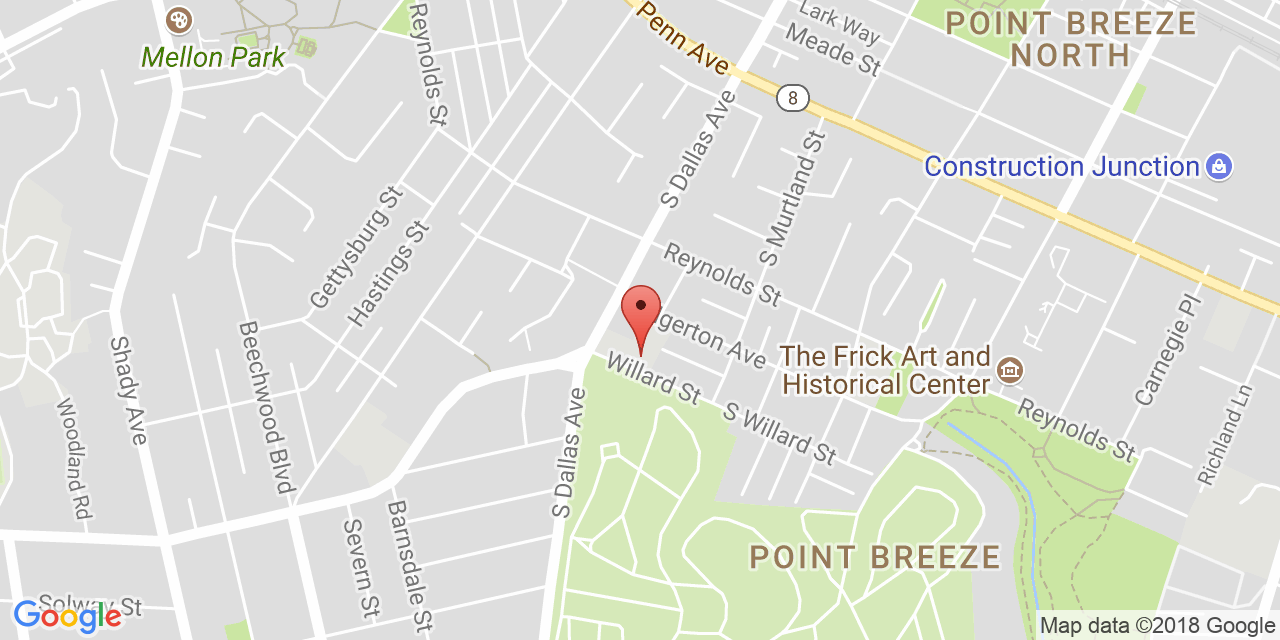 Lark Way
Meade St
POINT BREEZE
NORTH
Penn Ave
Reynolds St
Mellon Park
8
S Dallas Ave
S Murtland St
Construction Junction
Gettysburg St
Hastings St
Reynolds St
Carnegie Pl
Shady Ave
Beechwood Blvd
Willard St
The Frick Art and
Historical Center
Richland Ln
Woodland Rd
S Dallas Ave
S Willard St
Reynolds St
Severn St
Barnsdale St
POINT BREEZE
Google
Map data ©2018 Google